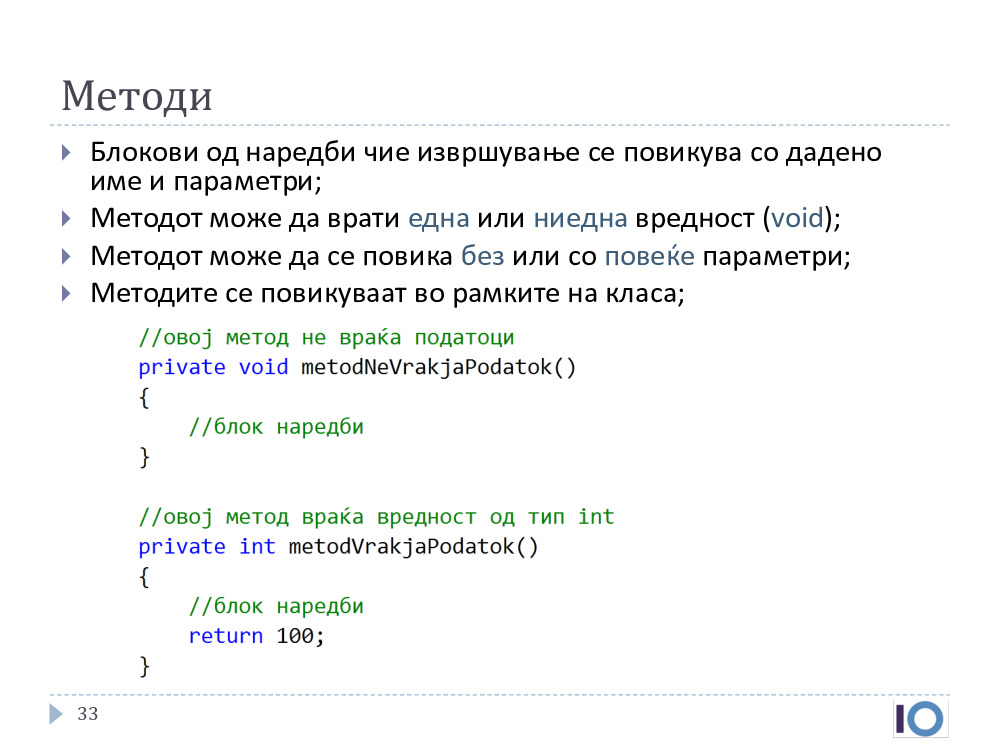 Методи
Блокови од наредби чие извршување се повикува со дадено
име и параметри;
Методот може да врати една или ниедна вредност (void);
Методот може да се повика без или со повеќе параметри;
Методите се повикуваат во рамките на класа;
//овој метод не враќа податоци
private void metodNeVrakjaPodatok()
{
//блок наредби
}
//овој метод враќа вредност од тип int
private int metodVrakjaPodatok()
{
//блок наредби
return 100;
}
33
IO